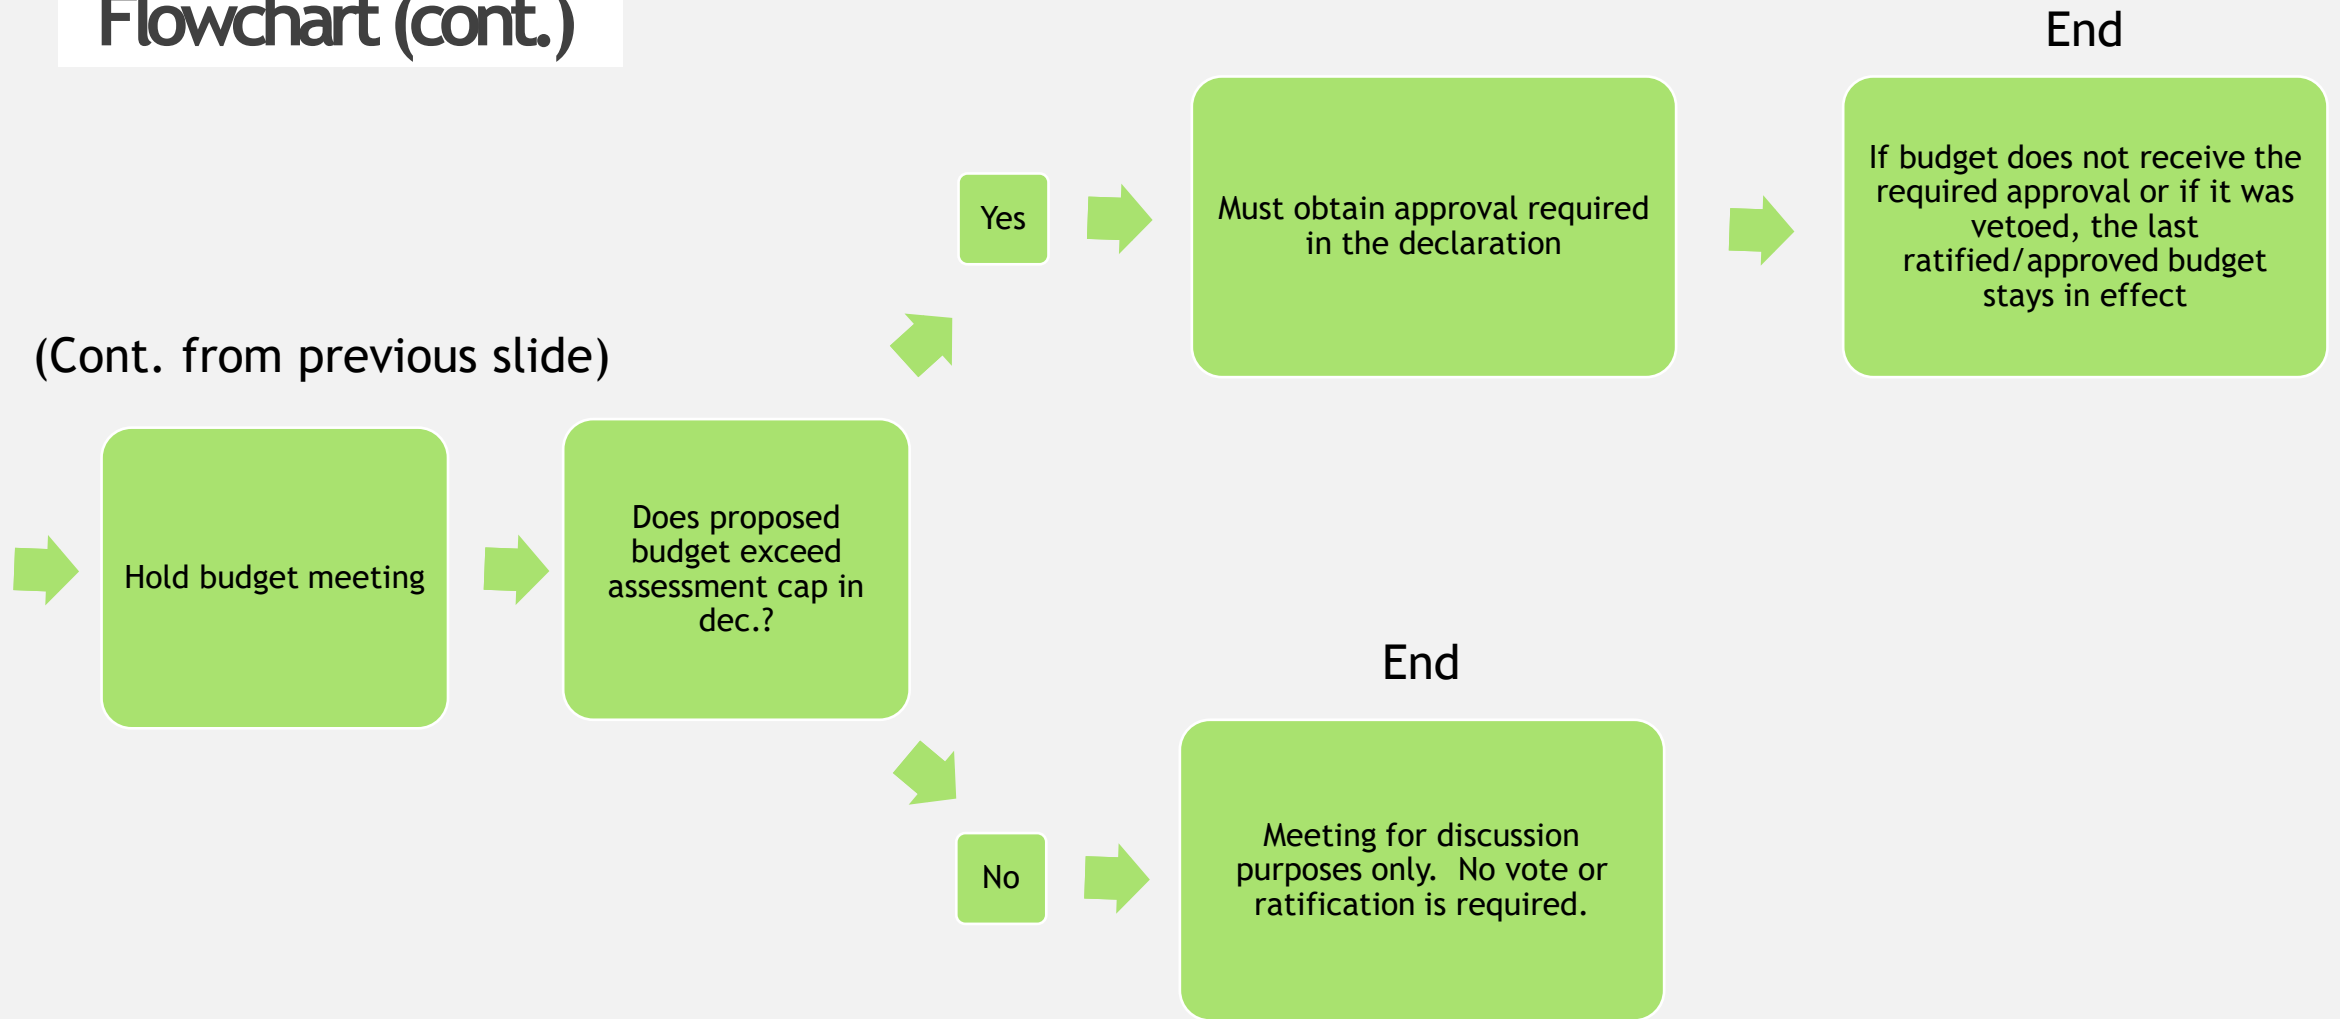 Flowchart (cont.)
(Cont. from previous slide)
Hold budget meeting
Does proposed
budget exceed
assessment cap in
dec.?
Yes
Must obtain approval required
in the declaration
End
If budget does not receive the
required approval or if it was
vetoed, the last
ratified/approved budget
stays in effect
No
End
Meeting for discussion
purposes only.  No vote or
ratification is required.